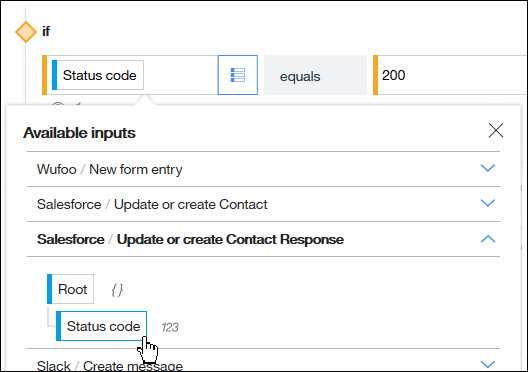 if
Status code equals 200
Available inputs
Wufoo / New form entry
Salesforce / Update or create Contact
Salesforce / Update or create Contact Response
Root { }
Status code 123
Slack / Create message